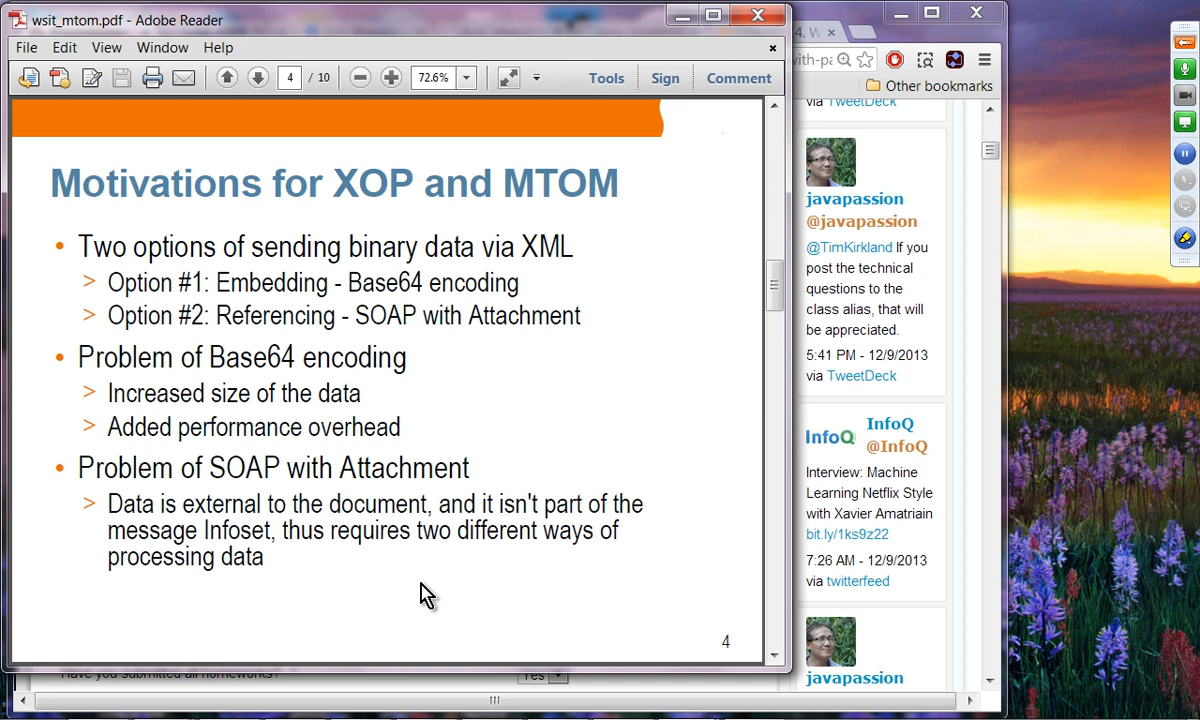 wsit_mtom.pdf - Adobe Reader
File Edit View Window Help
4 / 10 72.6% Tools Sign Comment
Motivations for XOP and MTOM
• Two options of sending binary data via XML
> Option #1: Embedding - Base64 encoding
> Option #2: Referencing - SOAP with Attachment
• Problem of Base64 encoding
> Increased size of the data
> Added performance overhead
• Problem of SOAP with Attachment
> Data is external to the document, and it isn't part of the
message Infoset, thus requires two different ways of
processing data
4
Have you submitted all homeworks?
Yes
4. W
with-pa
Other bookmarks
via TweetDeck
javapassion
@javapassion
@TimKirkland If you
post the technical
questions to the
class alias, that will
be appreciated.
5:41 PM - 12/9/2013
via TweetDeck
InfoQ
InfoQ
@InfoQ
Interview: Machine
Learning Netflix Style
with Xavier Amatriain
bit.ly/1ks9z22
7:26 AM - 12/9/2013
via twitterfeed
javapassion